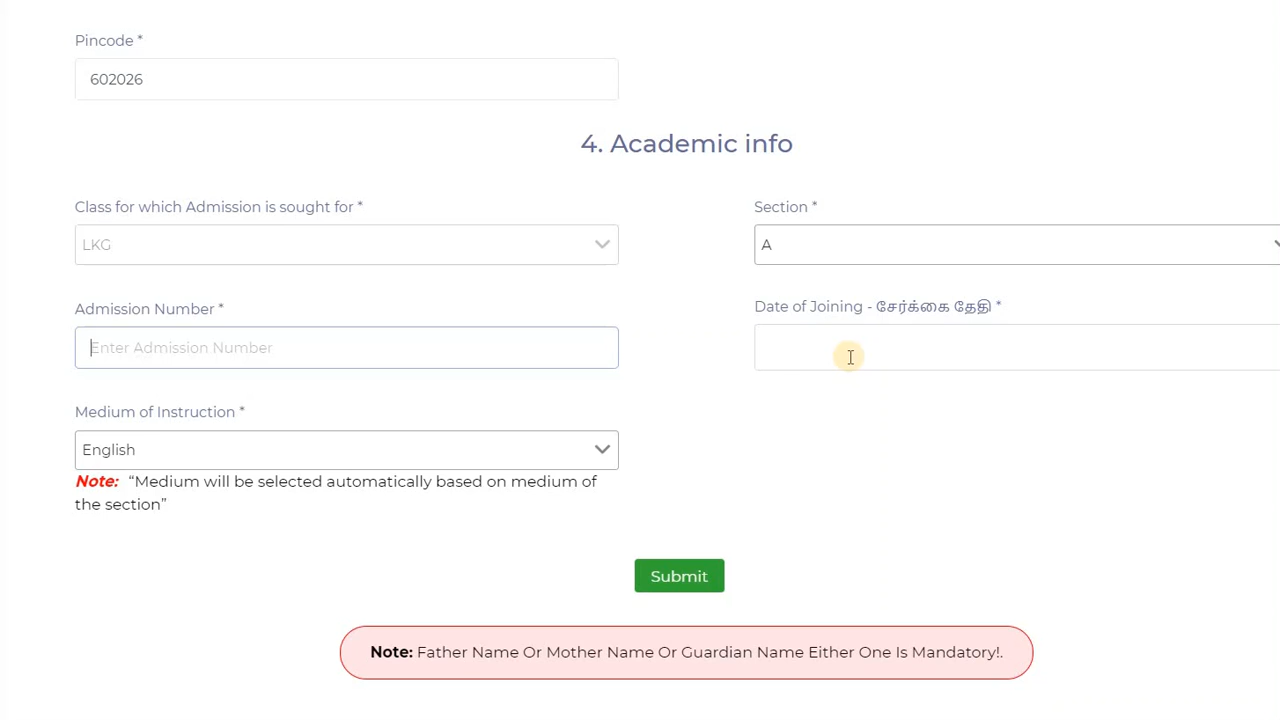 Pincode *
602026
4. Academic info
Class for which Admission is sought for *
LKG
Section *
A
Admission Number *
Enter Admission Number
Date of Joining - சேர்க்கை தேதி *
Medium of Instruction *
English
Note: “Medium will be selected automatically based on medium of
the section”
Submit
Note: Father Name Or Mother Name Or Guardian Name Either One Is Mandatory!.